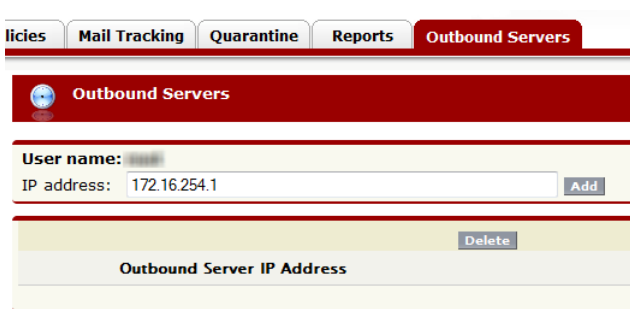 licies Mail Tracking Quarantine Reports Outbound Servers
Outbound Servers
User name:
IP address: 172.16.254.1 Add
Delete
Outbound Server IP Address